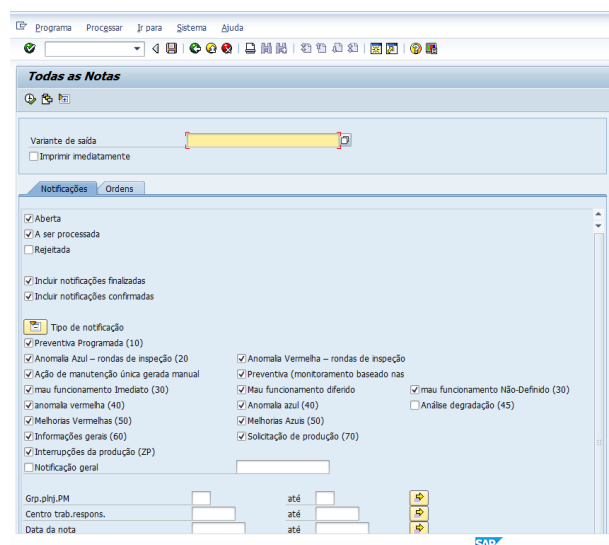 Programa Processar Ir para Sistema Ajuda
Todas as Notas
Variante de saída
Imprimir imediatamente
Notificações Ordens
Aberta
A ser processada
Rejeitada
Incluir notificações finalizadas
Incluir notificações confirmadas
Tipo de notificação
Preventiva Programada (10)
Anomalia Azul – rondas de inspeção (20 Anomalia Vermelha – rondas de inspeção
Ação de manutenção única gerada manual Preventiva (monitoramento baseado nas
mau funcionamento Imediato (30) Mau funcionamento diferido mau funcionamento Não-Definido (30)
anomalia vermelha (40) Anomalia azul (40) Análise degradação (45)
Melhorias Vermelhas (50) Melhorias Azuis (50)
Informações gerais (60) Solicitação de produção (70)
Interrupções da produção (ZP)
Notificação geral
Grp.plnj.PM até
Centro trab.respons. até
Data da nota até
SAP